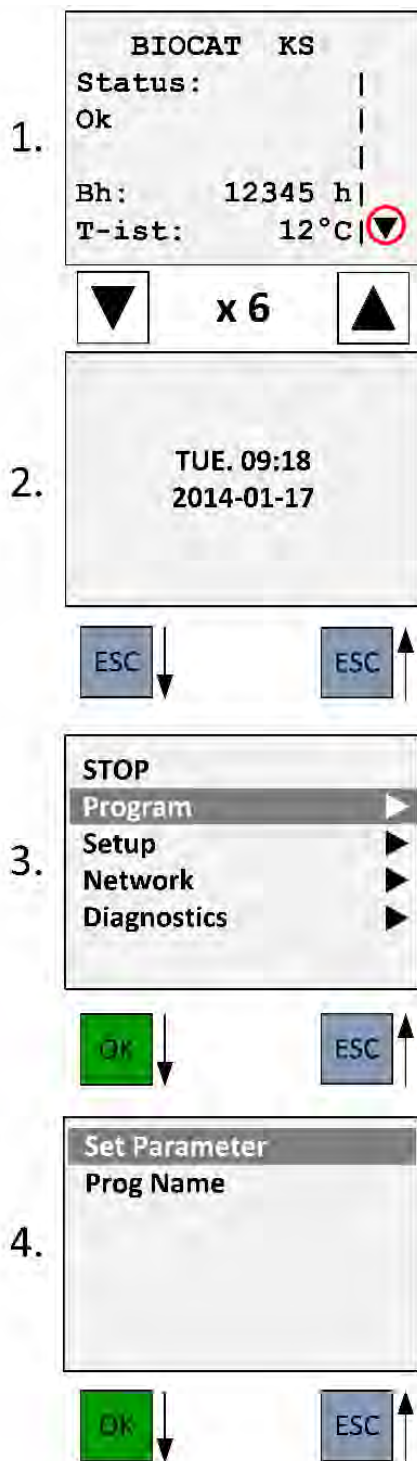 1.
BIOCAT KS
Status:
Ok
Bh: 12345 h
T-ist: 12°C
x 6
2.
TUE. 09:18
2014-01-17
ESC ESC
3.
STOP
Program
Setup
Network
Diagnostics
OK ESC
4.
Set Parameter
Prog Name
OK ESC